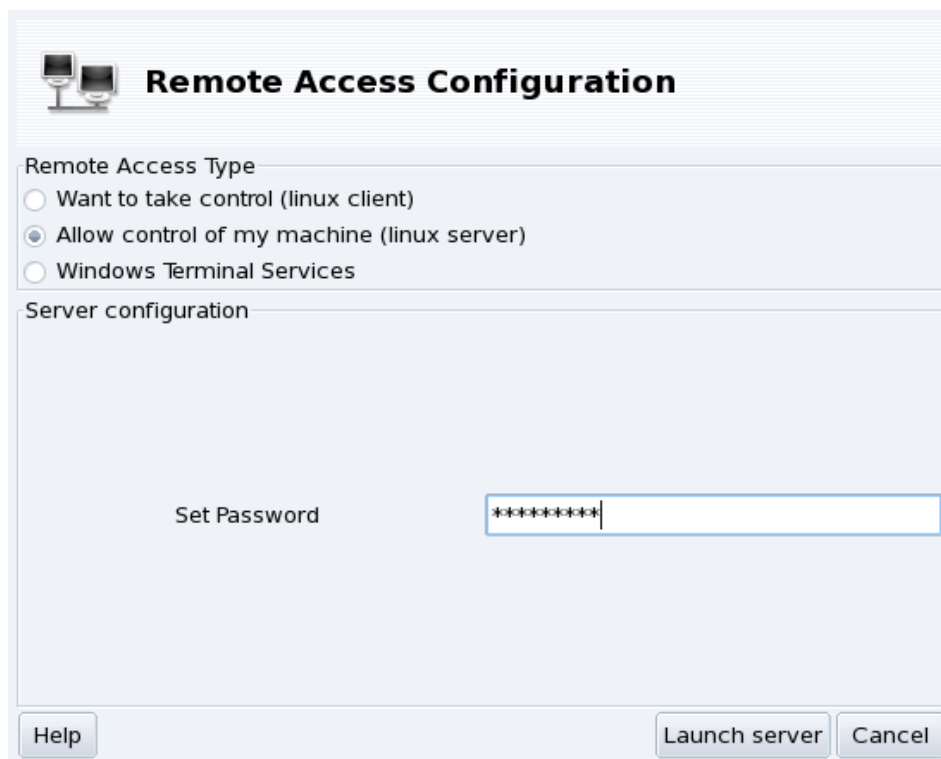 Remote Access Configuration
Remote Access Type
Want to take control (linux client)
Allow control of my machine (linux server)
Windows Terminal Services
Server configuration
Set Password *********
Help Launch server Cancel